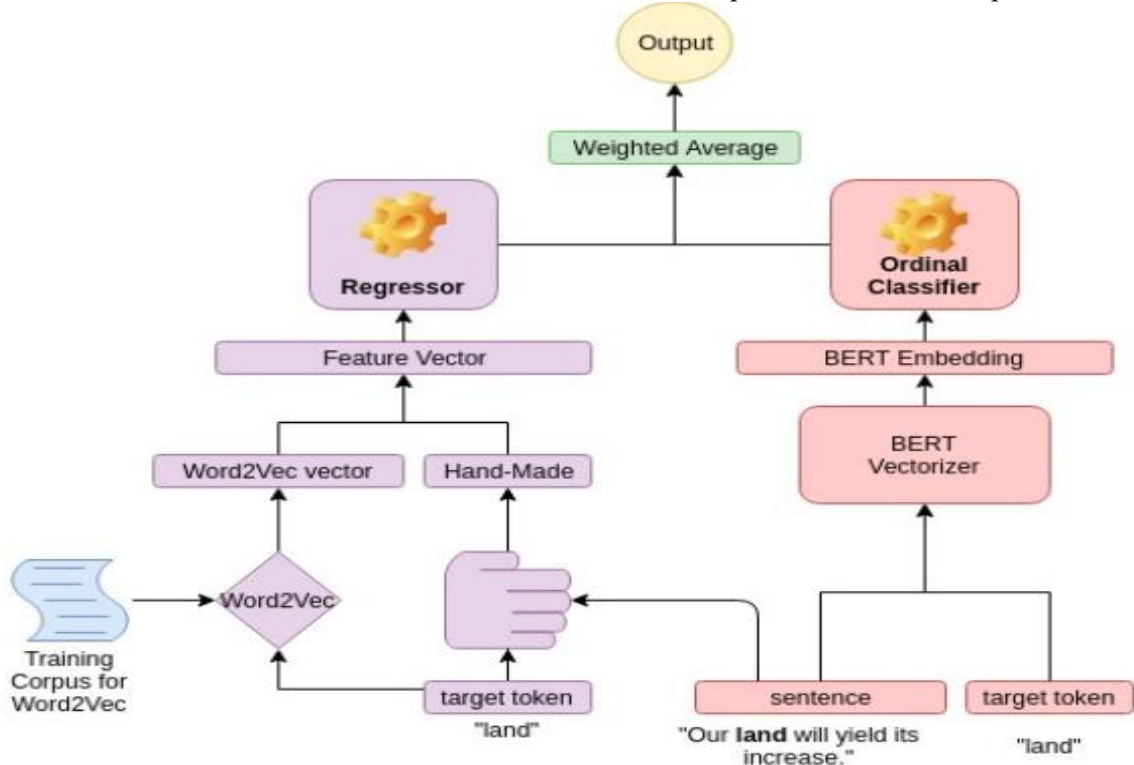 Output
Weighted Average
Regressor
Ordinal
Classifier
Feature Vector
BERT Embedding
Word2Vec vector
Hand-Made
BERT
Vectorizer
Word2Vec
Training
Corpus for
Word2Vec
target token
"land"
sentence
"Our land will yield its
increase."
target token
"land"